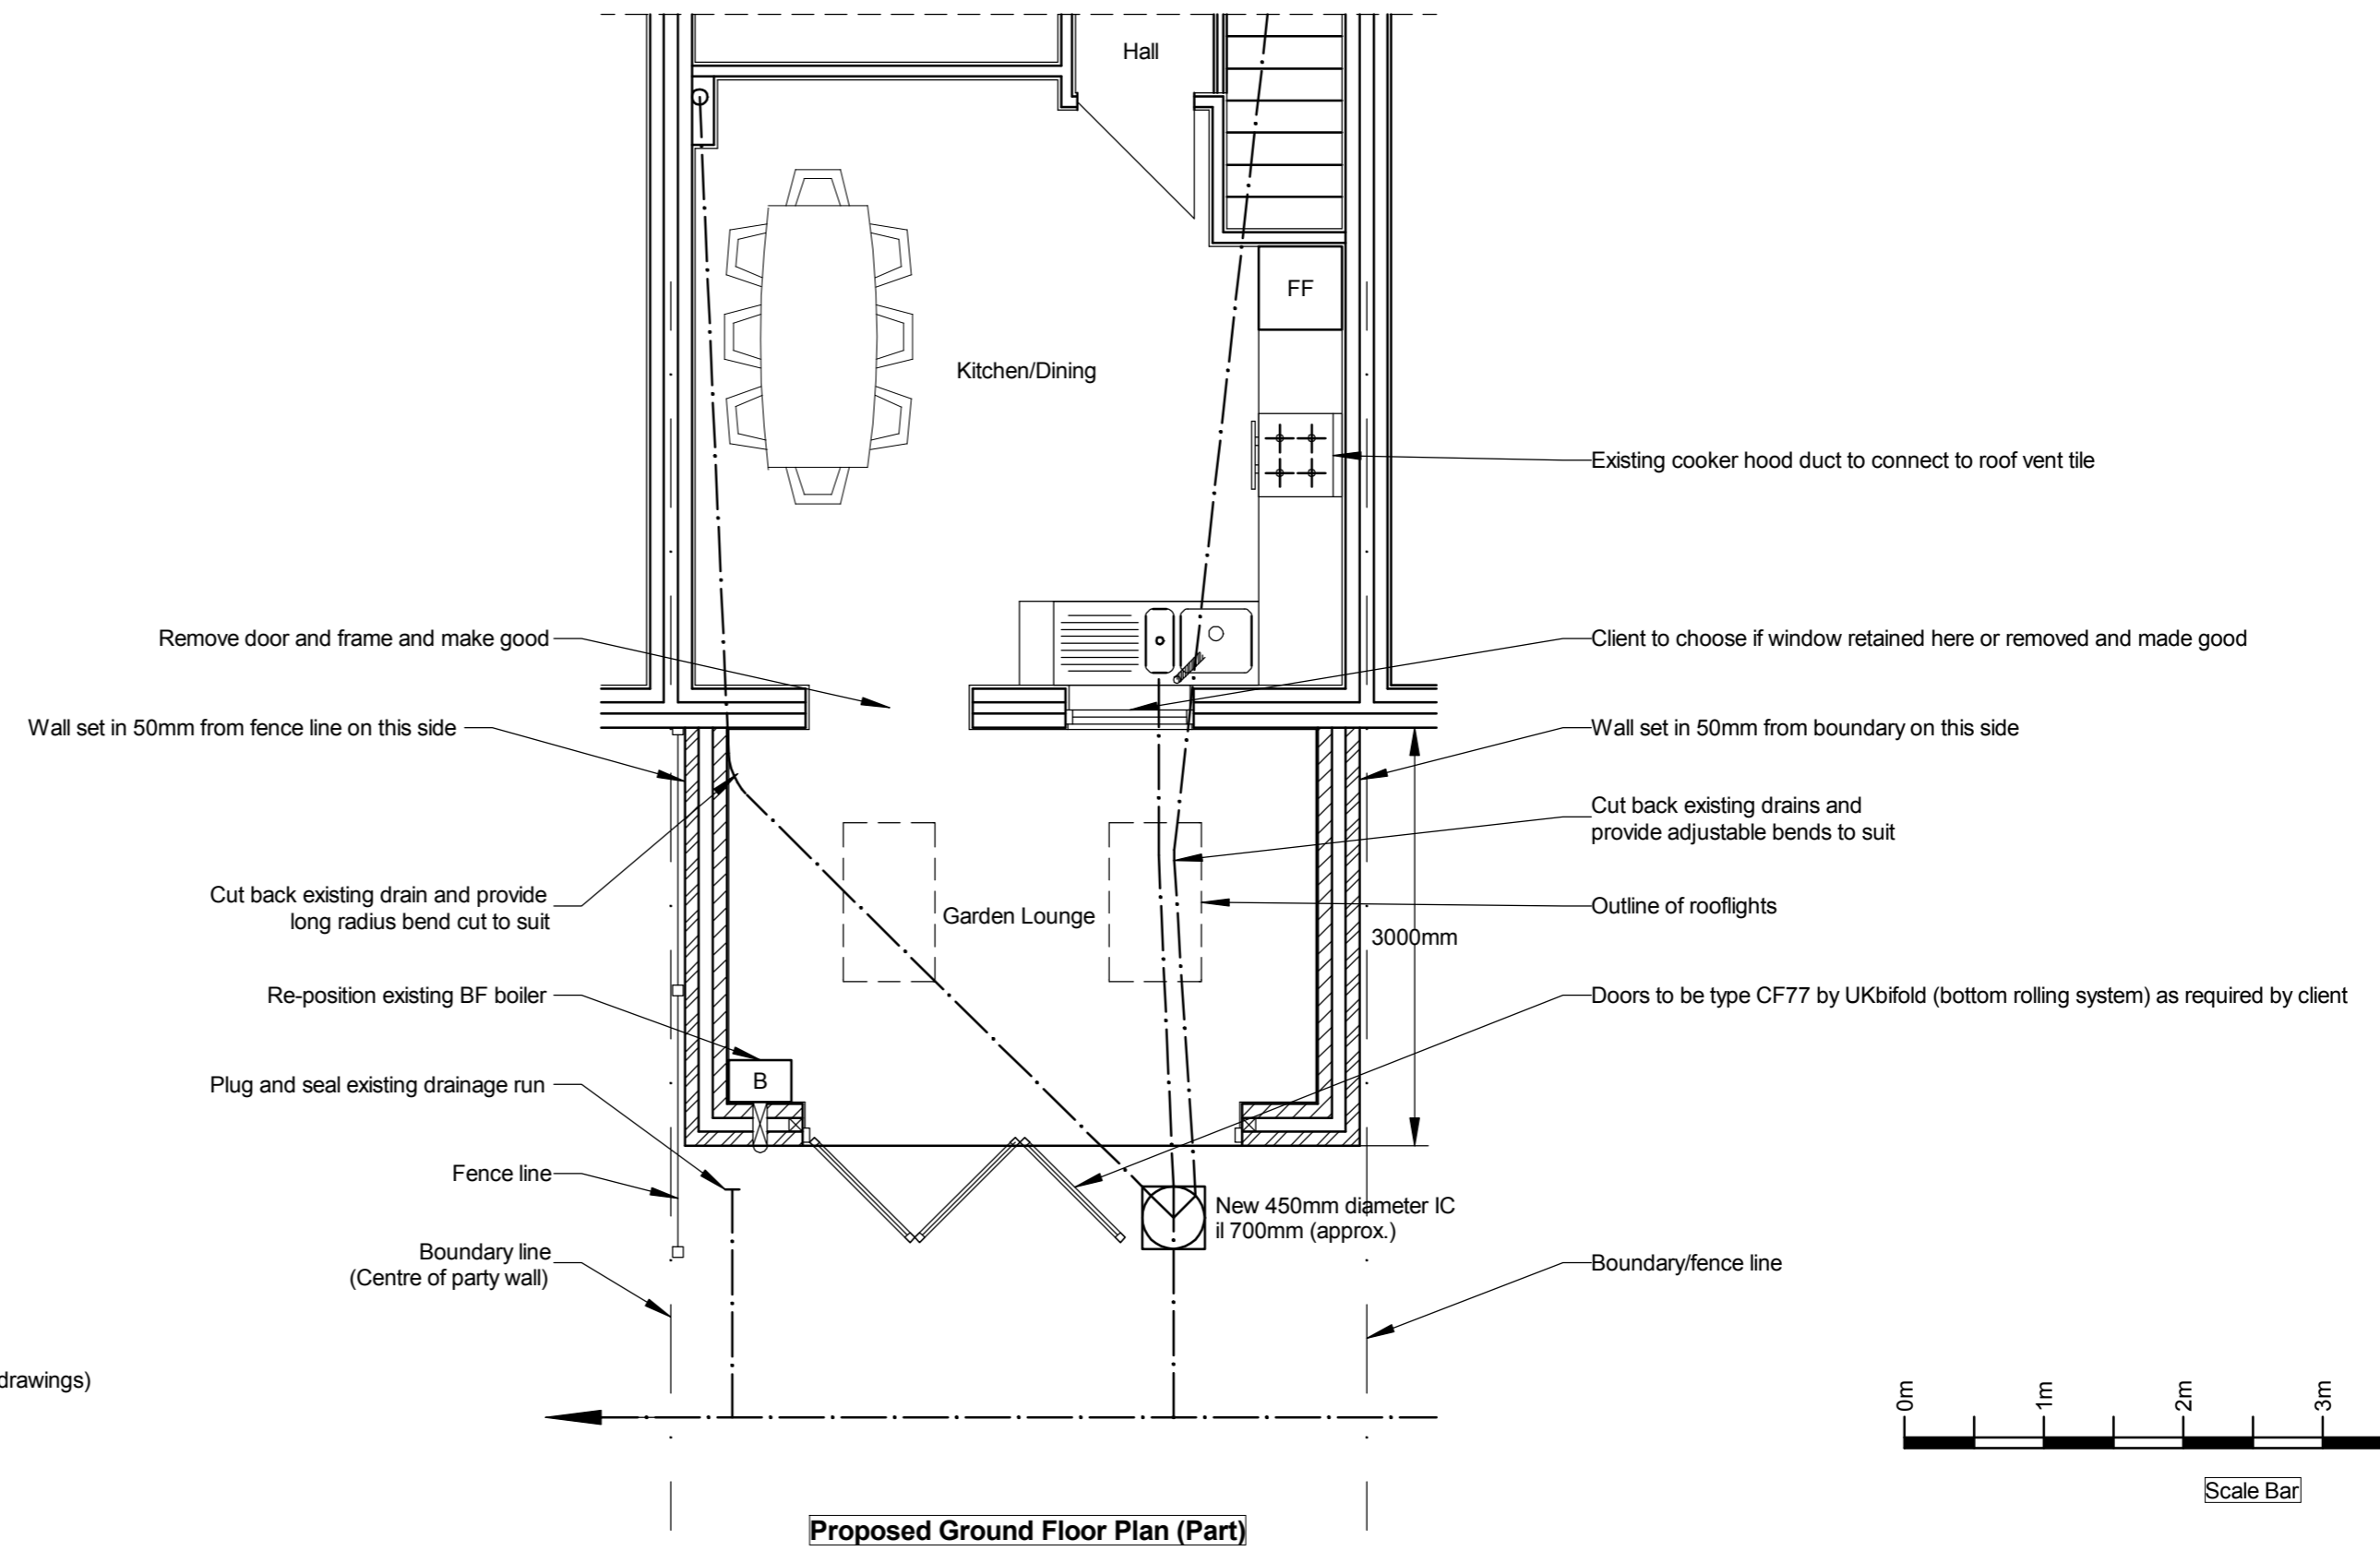 Hall
FF
Kitchen/Dining
Existing cooker hood duct to connect to roof vent tile
Remove door and frame and make good
Client to choose if window retained here or removed and made good
Wall set in 50mm from fence line on this side
Wall set in 50mm from boundary on this side
Cut back existing drains and
provide adjustable bends to suit
Cut back existing drain and provide
long radius bend cut to suit
Garden Lounge
Outline of rooflights
3000mm
Re-position existing BF boiler
Doors to be type CF77 by UKbifold (bottom rolling system) as required by client
B
Plug and seal existing drainage run
Fence line
New 450mm diameter IC
il 700mm (approx.)
Boundary line
(Centre of party wall)
Boundary/fence line
drawings)
0m
1m
2m
3m
Scale Bar
Proposed Ground Floor Plan (Part)